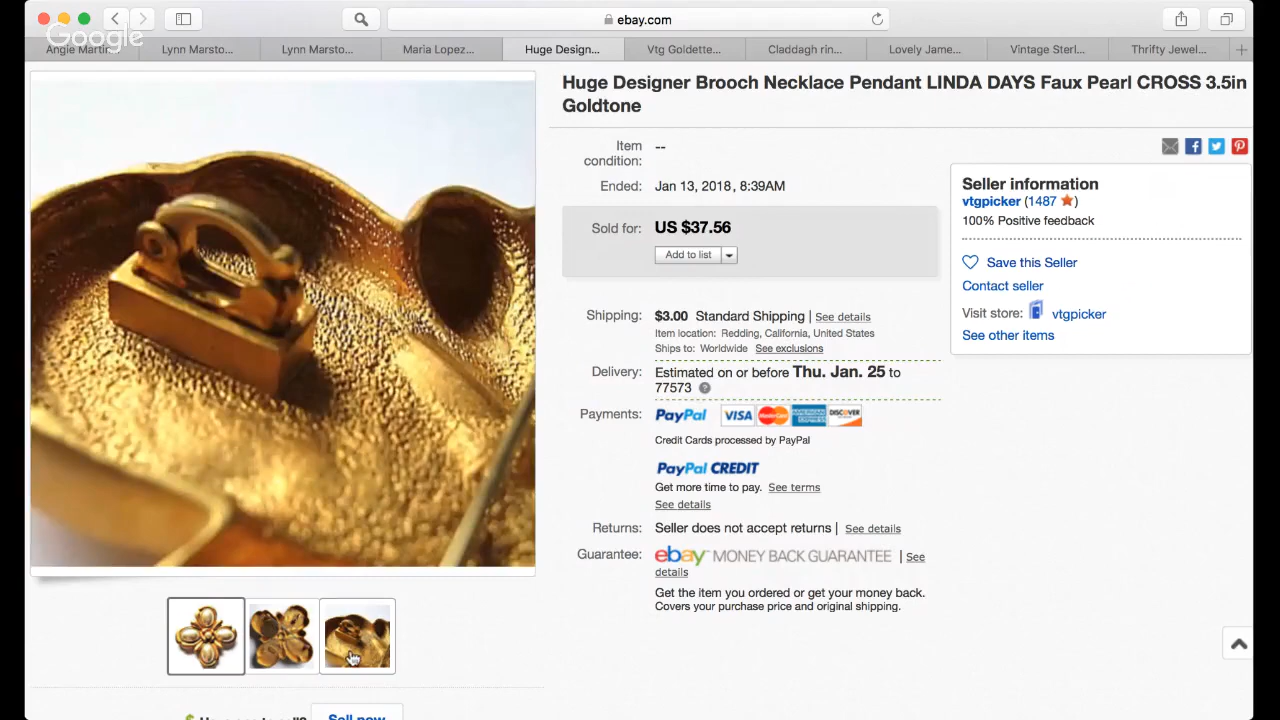 ebay.com
Google
Angie Martin...
Lynn Marsto...
Lynn Marsto...
Maria Lopez...
Huge Design...
Vtg Goldette...
Claddagh rin...
Lovely Jame...
Vintage Sterl...
Thrifty Jewel...
Huge Designer Brooch Necklace Pendant LINDA DAYS Faux Pearl CROSS 3.5in
Goldtone
Item
condition:
--
Ended: Jan 13, 2018 , 8:39AM
Sold for: US $37.56
Add to list
Shipping: $3.00 Standard Shipping | See details
Item location: Redding, California, United States
Ships to: Worldwide See exclusions
Delivery: Estimated on or before Thu. Jan. 25 to
77573
Payments: PayPal VISA MasterCard AMERICAN EXPRESS DISCOVER
Credit Cards processed by PayPal
PayPal CREDIT
Get more time to pay. See terms
See details
Returns: Seller does not accept returns | See details
Guarantee: ebay MONEY BACK GUARANTEE | See
details
Get the item you ordered or get your money back.
Covers your purchase price and original shipping.
Seller information
vtgpicker (1487)
100% Positive feedback
Save this Seller
Contact seller
Visit store: vtgpicker
See other items
Sell now